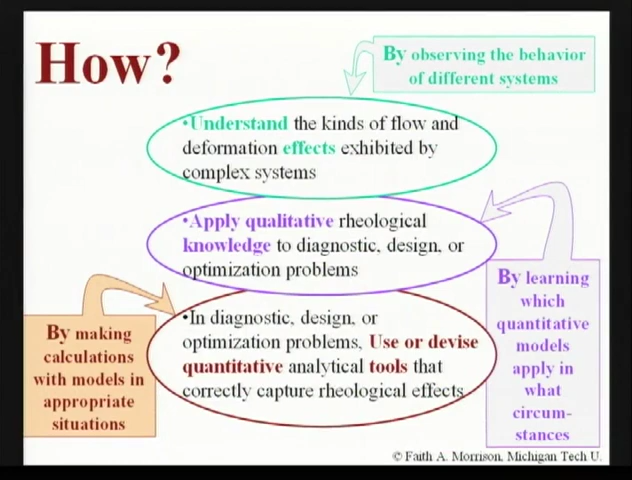 How?
By observing the behavior
of different systems
•Understand the kinds of flow and
deformation effects exhibited by
complex systems
•Apply qualitative rheological
knowledge to diagnostic, design, or
optimization problems
By learning
which
quantitative
models
apply in
what
circum-
stances
•In diagnostic, design, or
optimization problems, Use or devise
quantitative analytical tools that
correctly capture rheological effects
By making
calculations
with models in
appropriate
situations
© Faith A. Morrison, Michigan Tech U.